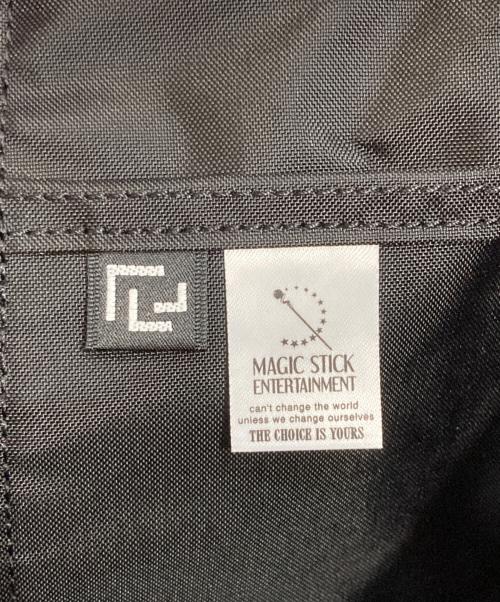 MAGIC STICK
ENTERTAINMENT
can't change the world
unless we change ourselves
THE CHOICE IS YOURS